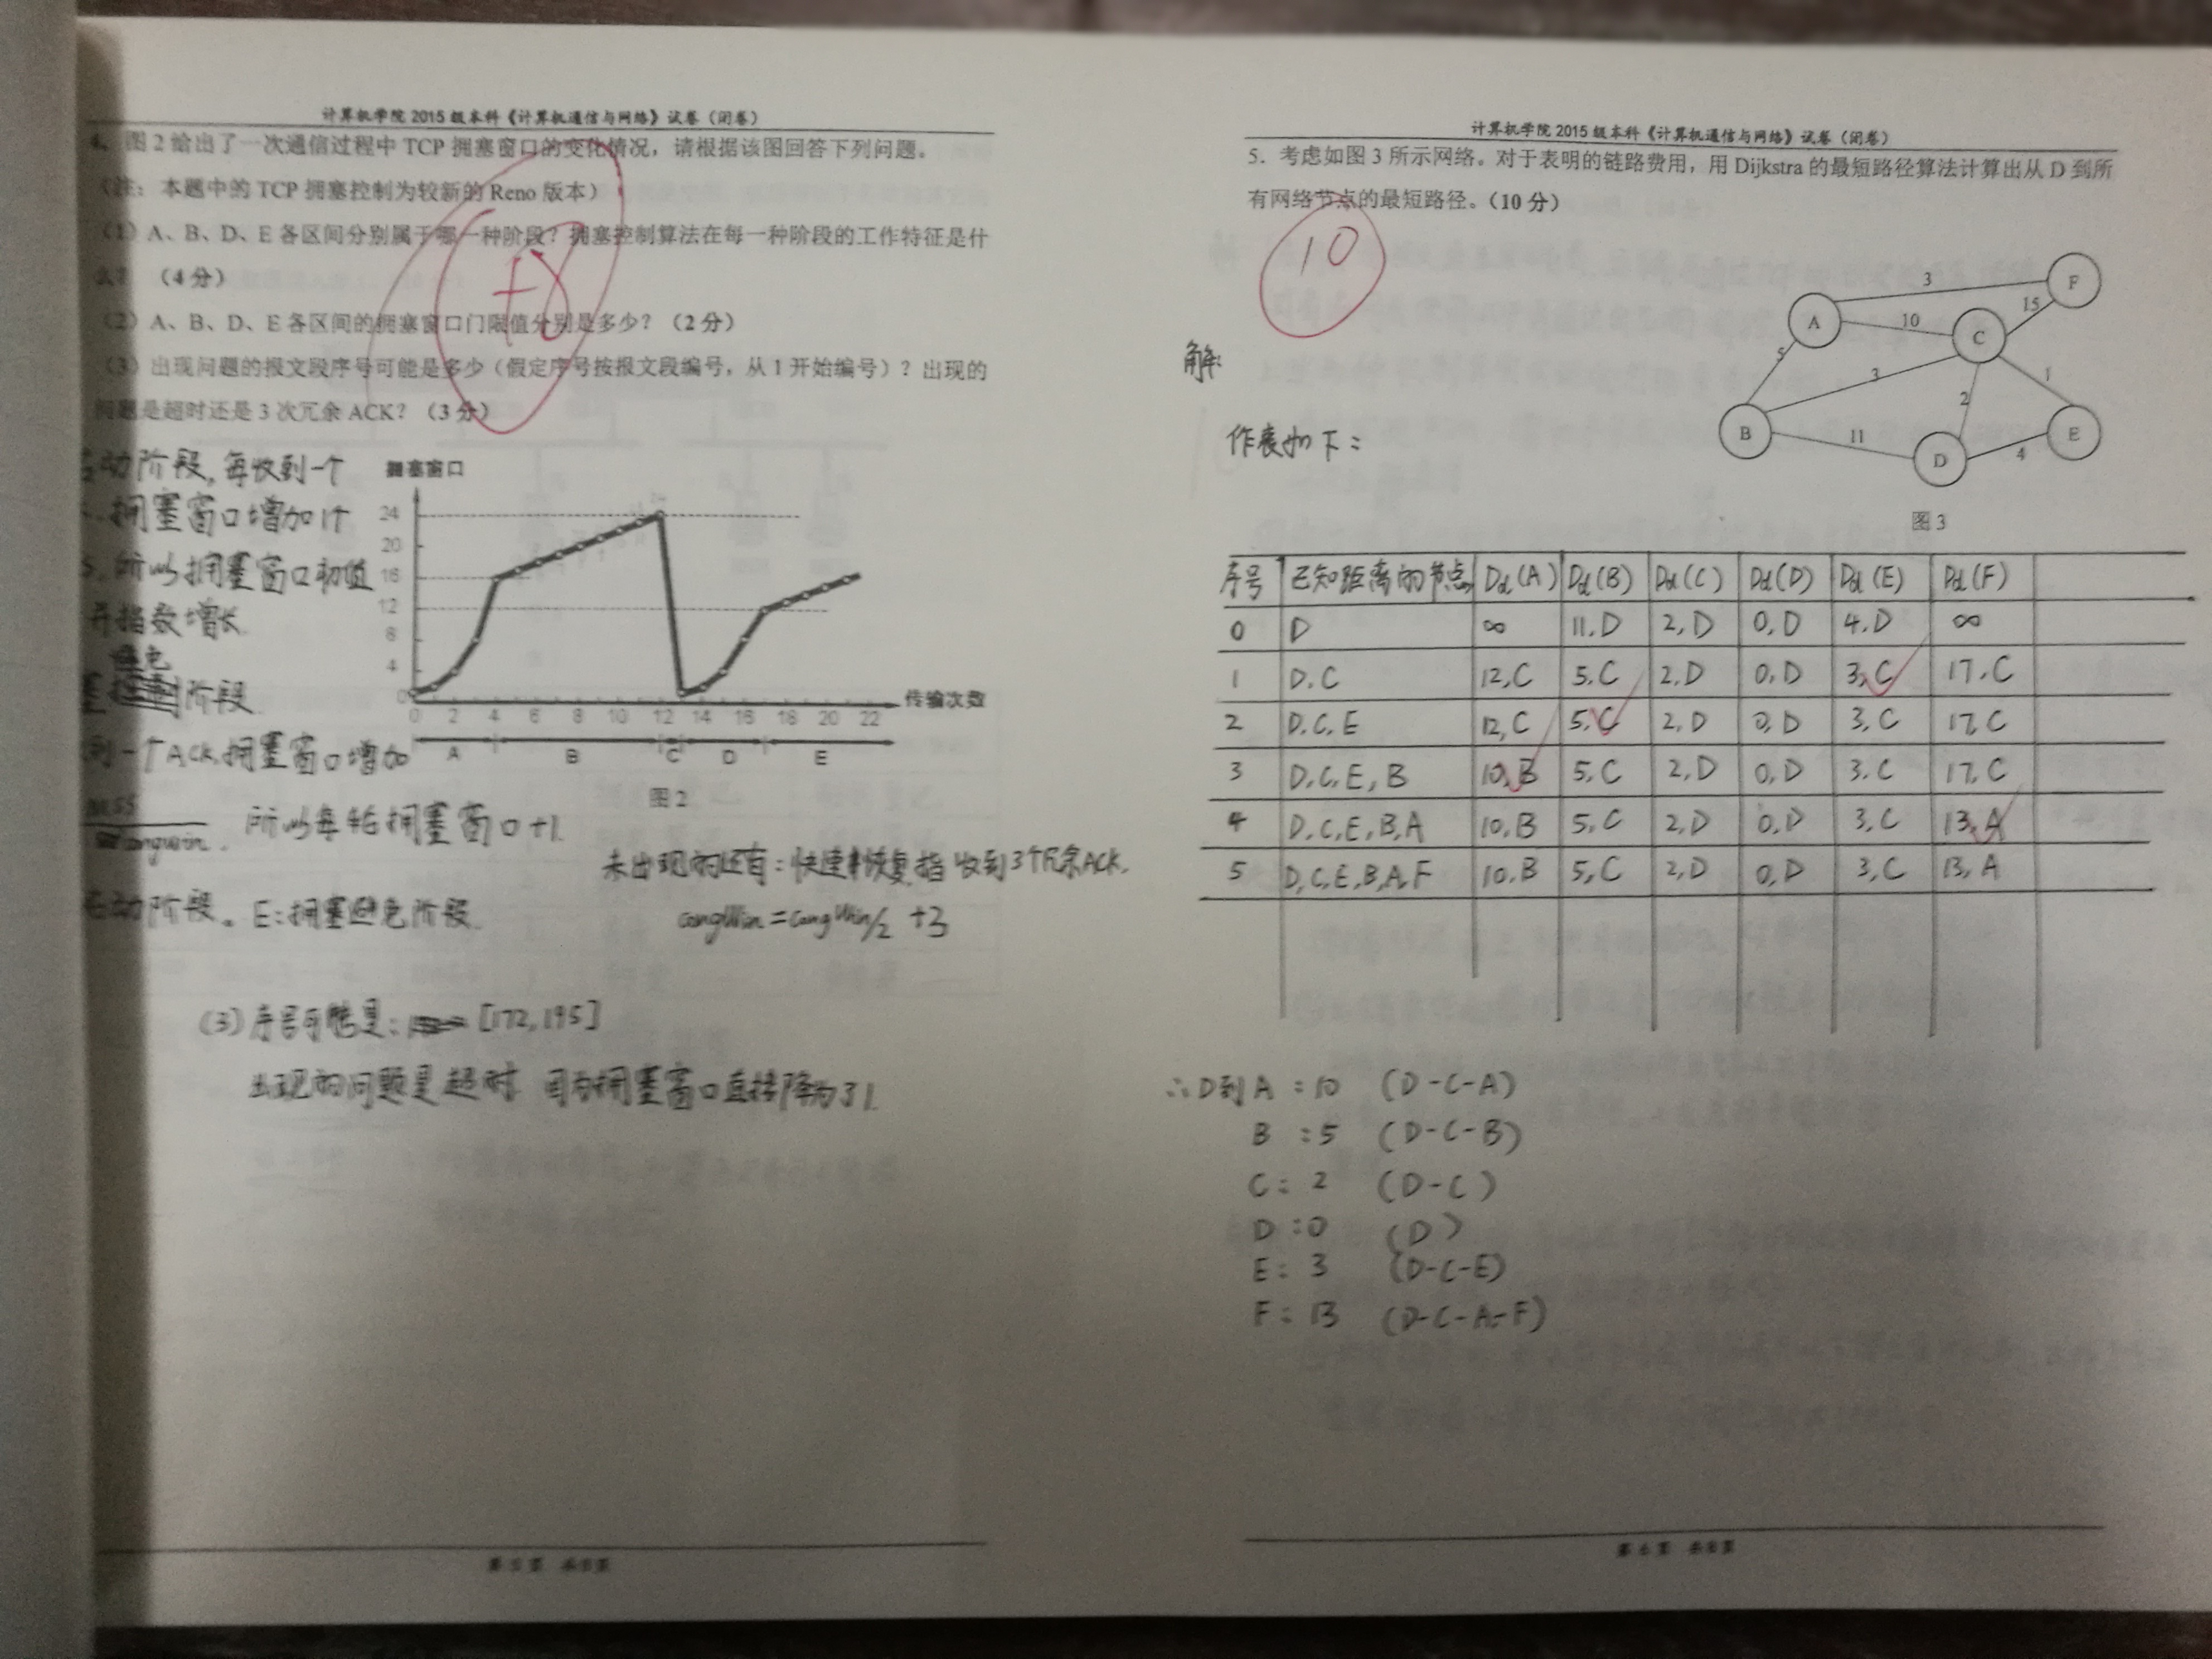 计算机学院 2015 级本科《计算机通信与网络》试卷（闭卷）
4. 图 2 给出了一次通信过程中 TCP 拥塞窗口的变化情况，请根据该图回答下列问题。
（注：本题中的 TCP 拥塞控制为较新的 Reno 版本）
（1）A、B、D、E 各区间分别属于哪一种阶段？拥塞控制算法在每一种阶段的工作特征是什
么？（4 分）
（2）A、B、D、E 各区间的拥塞窗口门限值分别是多少？（2 分）
（3）出现问题的报文段序号可能是多少（假定序号按报文段编号，从 1 开始编号）？出现的
问题是超时还是 3 次冗余 ACK？（3 分）
+8
启动阶段，每收到一个
拥塞窗口增加1个
所以拥塞窗口初值
并指数增长.
避免
阶段.
到一个ACK,拥塞窗口增加
MSS
Congwin.
所以每轮拥塞窗口+1.
启动阶段。E:拥塞避免阶段.
拥塞窗口
24
20
16
12
8
4
0
0 2 4 6 8 10 12 14 16 18 20 22
传输次数
A B C D E
图 2
未出现的还有：快速恢复,指收到3个冗余ACK.
congWin = congWin/2 +3
(3) 序号可能是: [172,195]
出现的问题是超时 因为拥塞窗口直接降为了1.
计算机学院 2015 级本科《计算机通信与网络》试卷（闭卷）
5. 考虑如图 3 所示网络。对于表明的链路费用，用 Dijkstra 的最短路径算法计算出从 D 到所
有网络节点的最短路径。（10 分）
10
解:
作表如下:
A B C D E F
3 10 15 5 3 1 2 11 4
图 3
序号 已知距离的节点 Dd(A) Dd(B) Dd(C) Dd(D) Dd(E) Dd(F)
0 D ∞ 11,D 2,D 0,D 4,D ∞
1 D,C 12,C 5,C 2,D 0,D 3,C 17,C
2 D,C,E 12,C 5,C 2,D 0,D 3,C 17,C
3 D,C,E,B 10,B 5,C 2,D 0,D 3,C 17,C
4 D,C,E,B,A 10,B 5,C 2,D 0,D 3,C 13,A
5 D,C,E,B,A,F 10,B 5,C 2,D 0,D 3,C 13,A
∴D到A : 10 (D-C-A)
B : 5 (D-C-B)
C : 2 (D-C)
D : 0 (D)
E : 3 (D-C-E)
F : 13 (D-C-A-F)
第 5 页 共 8 页
第 6 页 共 8 页